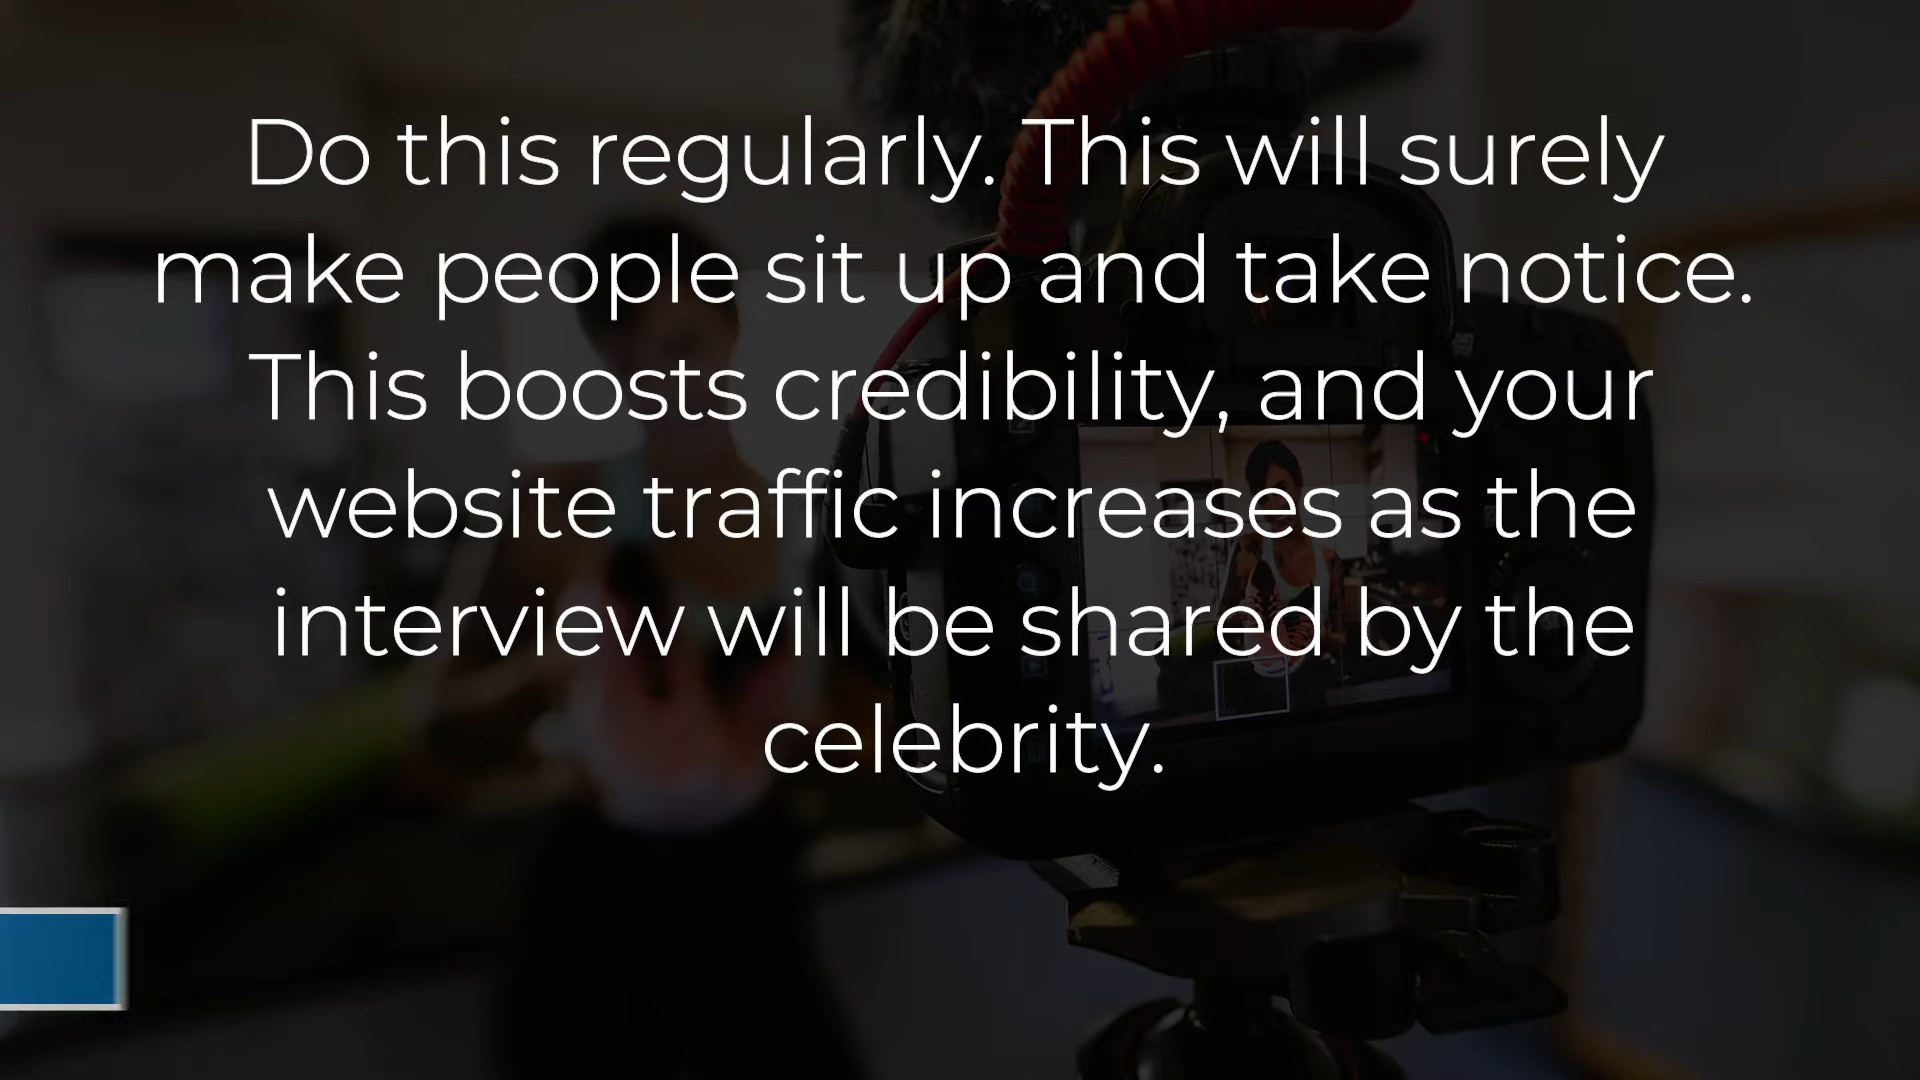 Do this regularly. This will surely
make people sit up and take notice.
This boosts credibility, and your
website traffic increases as the
interview will be shared by the
celebrity.